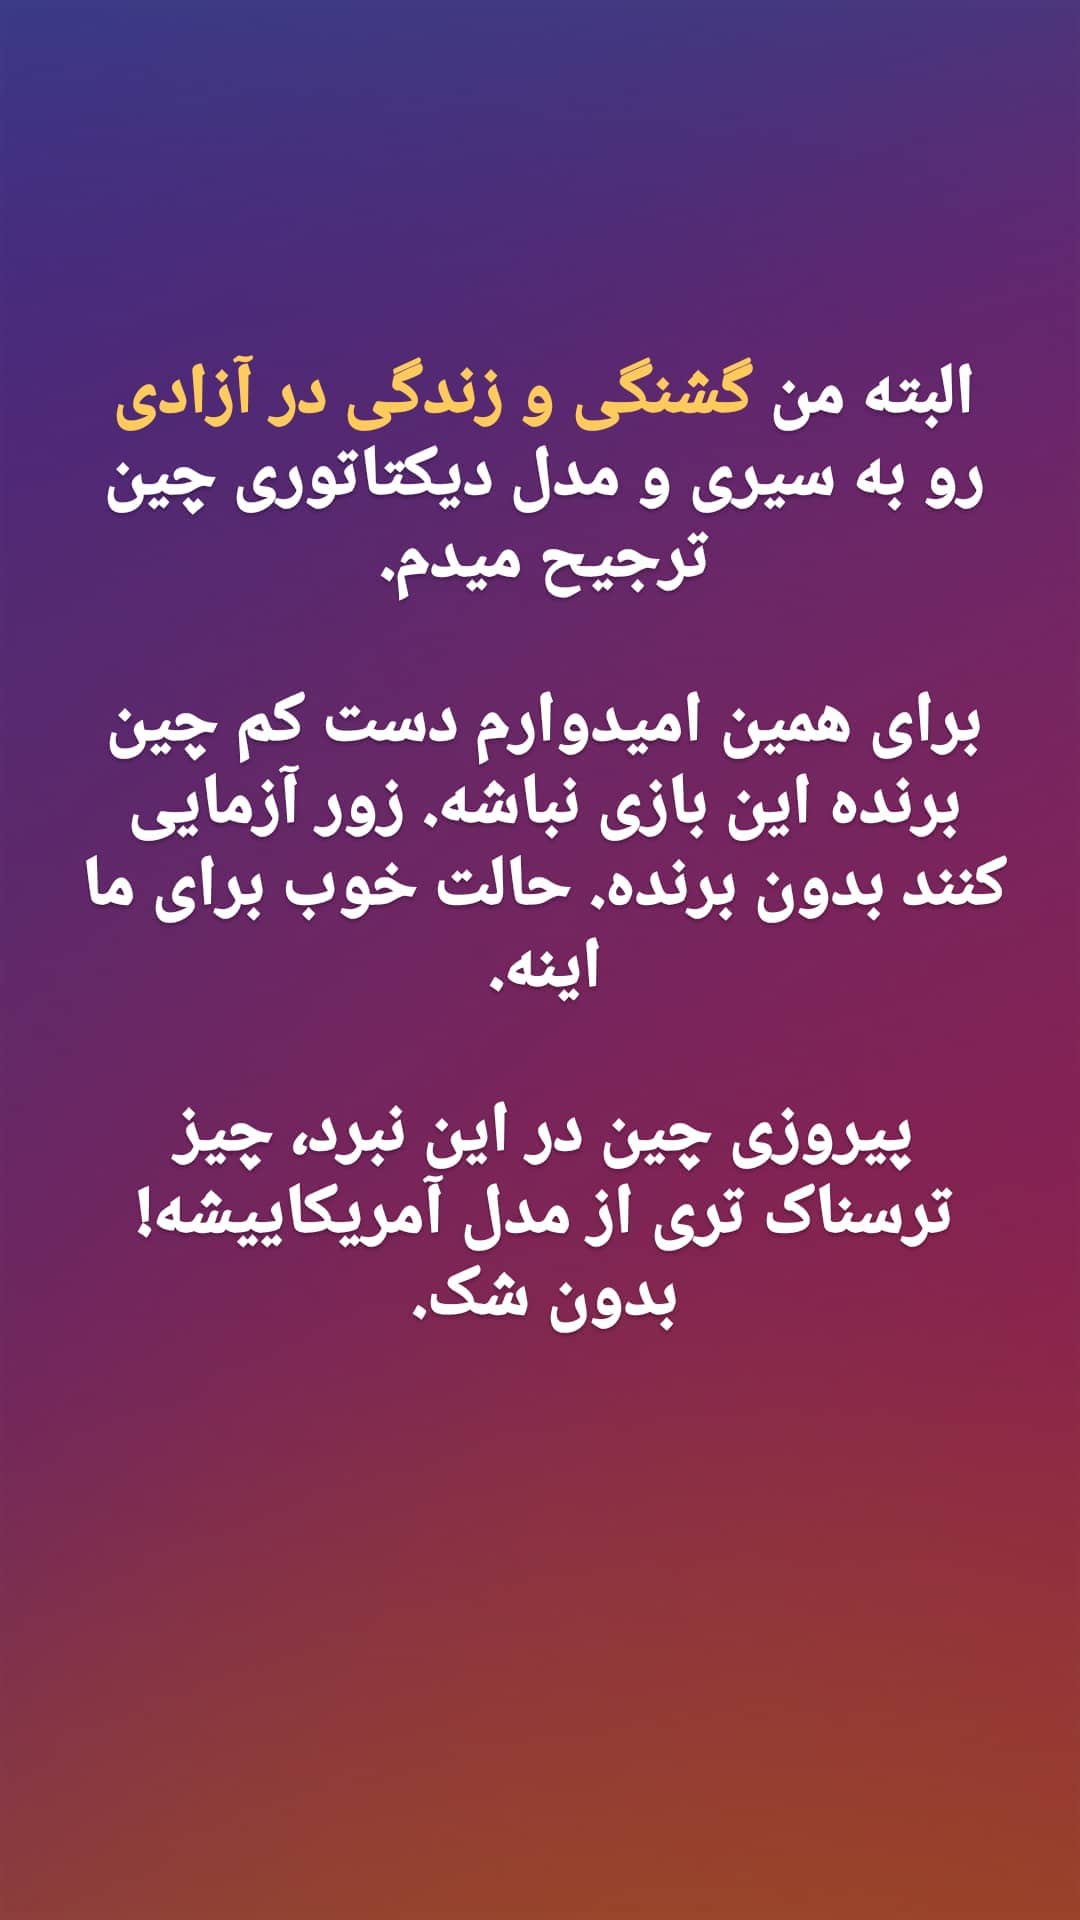 البته من گشنگی و زندگی در آزادی
رو به سیری و مدل دیکتاتوری چین
ترجیح میدم.
برای همین امیدوارم دست کم چین
برنده این بازی نباشه. زور آزمایی
کنند بدون برنده. حالت خوب برای ما
اینه.
پیروزی چین در این نبرد، چیز
ترسناک تری از مدل آمریکاییشه!
بدون شک.